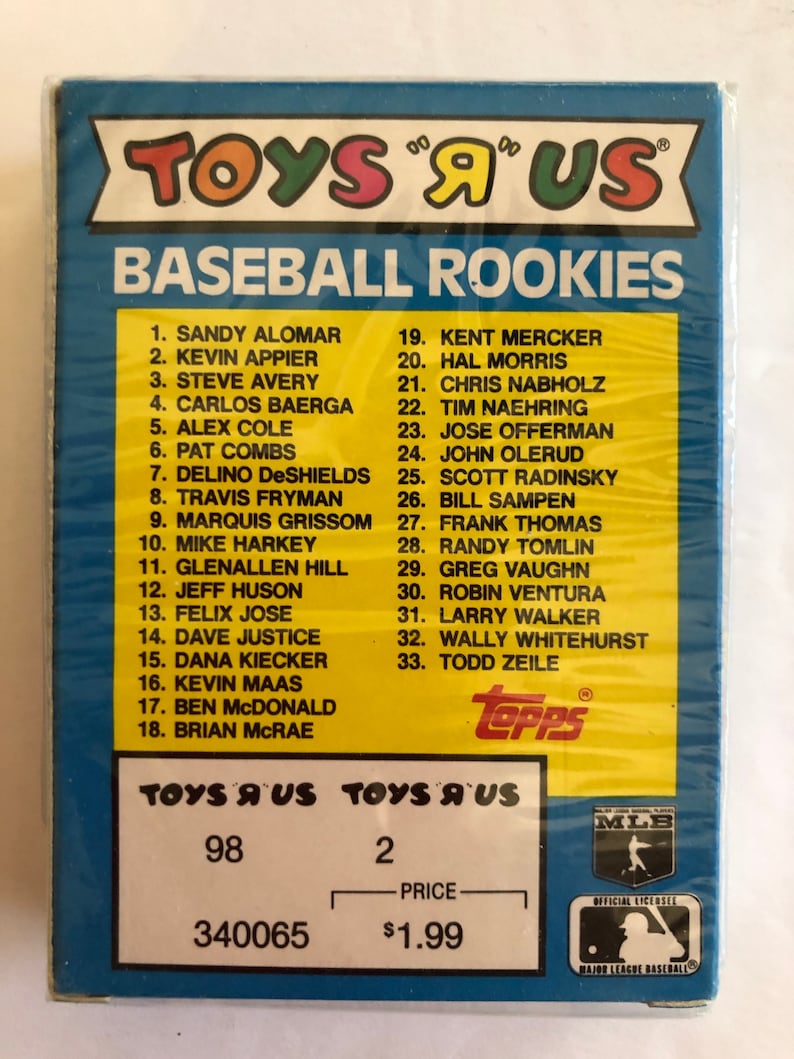 TOYS "R" US®
BASEBALL ROOKIES
1. SANDY ALOMAR
2. KEVIN APPIER
3. STEVE AVERY
4. CARLOS BAERGA
5. ALEX COLE
6. PAT COMBS
7. DELINO DeSHIELDS
8. TRAVIS FRYMAN
9. MARQUIS GRISSOM
10. MIKE HARKEY
11. GLENALLEN HILL
12. JEFF HUSON
13. FELIX JOSE
14. DAVE JUSTICE
15. DANA KIECKER
16. KEVIN MAAS
17. BEN McDONALD
18. BRIAN McRAE
19. KENT MERCKER
20. HAL MORRIS
21. CHRIS NABHOLZ
22. TIM NAEHRING
23. JOSE OFFERMAN
24. JOHN OLERUD
25. SCOTT RADINSKY
26. BILL SAMPEN
27. FRANK THOMAS
28. RANDY TOMLIN
29. GREG VAUGHN
30. ROBIN VENTURA
31. LARRY WALKER
32. WALLY WHITEHURST
33. TODD ZEILE
Topps®
TOYS "R" US TOYS "R" US
98 2
PRICE
340065 $1.99
MAJOR LEAGUE BASEBALL PLAYERS
MLB
OFFICIAL LICENSEE
MAJOR LEAGUE BASEBALL®